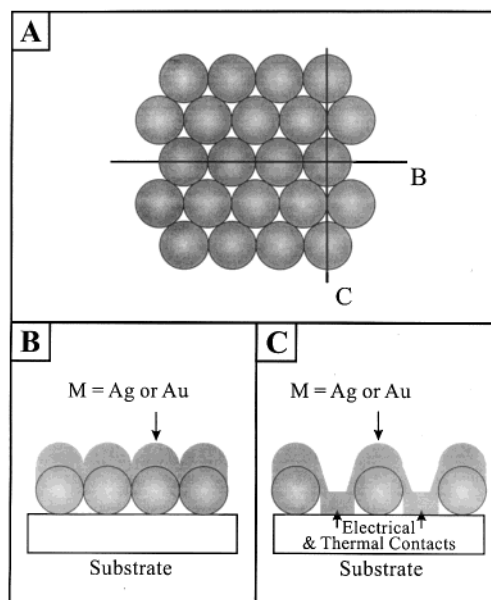 A
B
C
B
M = Ag or Au
Substrate
C
M = Ag or Au
Electrical
& Thermal Contacts
Substrate